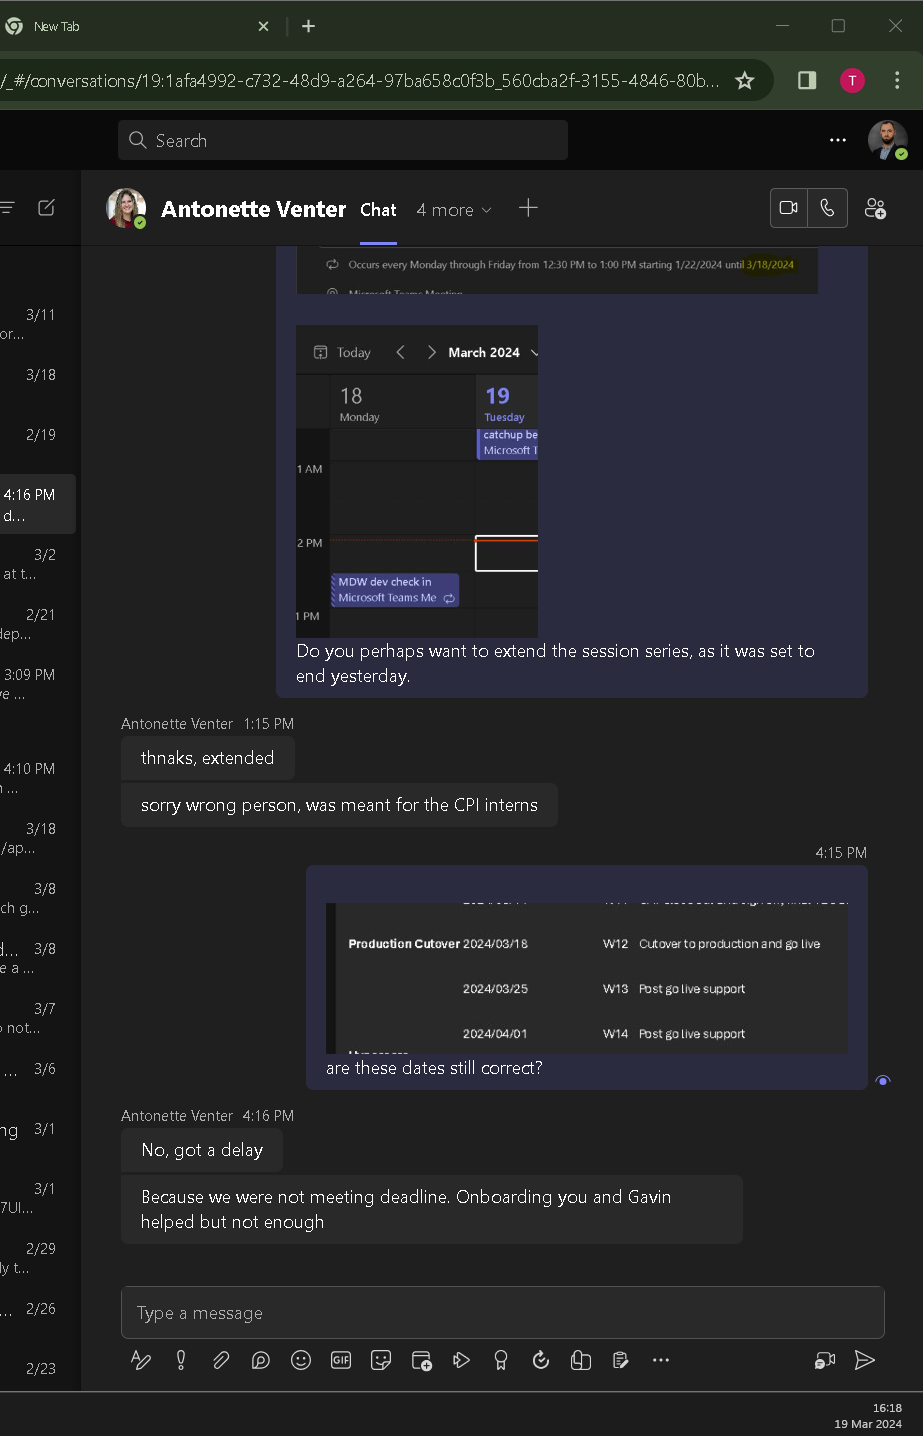 New Tab
/_#/conversations/19:1afa4992-c732-48d9-a264-97ba658c0f3b_560cba2f-3155-4846-80b...
T
Search
Antonette Venter Chat 4 more
Occurs every Monday through Friday from 12:30 PM to 1:00 PM starting 1/22/2024 until 3/18/2024
Microsoft Teams Meeting
3/11
or...
3/18
2/19
4:16 PM
d...
3/2
at t...
2/21
dep...
3:09 PM
ve ...
4:10 PM
3/18
/ap...
3/8
ch g...
d... 3/8
e a ...
3/7
not...
... 3/6
ng 3/1
3/1
7UI...
2/29
ly t...
... 2/26
2/23
Today March 2024
18 19
Monday Tuesday
catchup be
Microsoft T
1 AM
2 PM
MDW dev check in
Microsoft Teams Me
1 PM
Do you perhaps want to extend the session series, as it was set to
end yesterday.
Antonette Venter 1:15 PM
thnaks, extended
sorry wrong person, was meant for the CPI interns
4:15 PM
Production Cutover 2024/03/18 W12 Cutover to production and go live
2024/03/25 W13 Post go live support
2024/04/01 W14 Post go live support
are these dates still correct?
Antonette Venter 4:16 PM
No, got a delay
Because we were not meeting deadline. Onboarding you and Gavin
helped but not enough
Type a message
GIF
16:18
19 Mar 2024